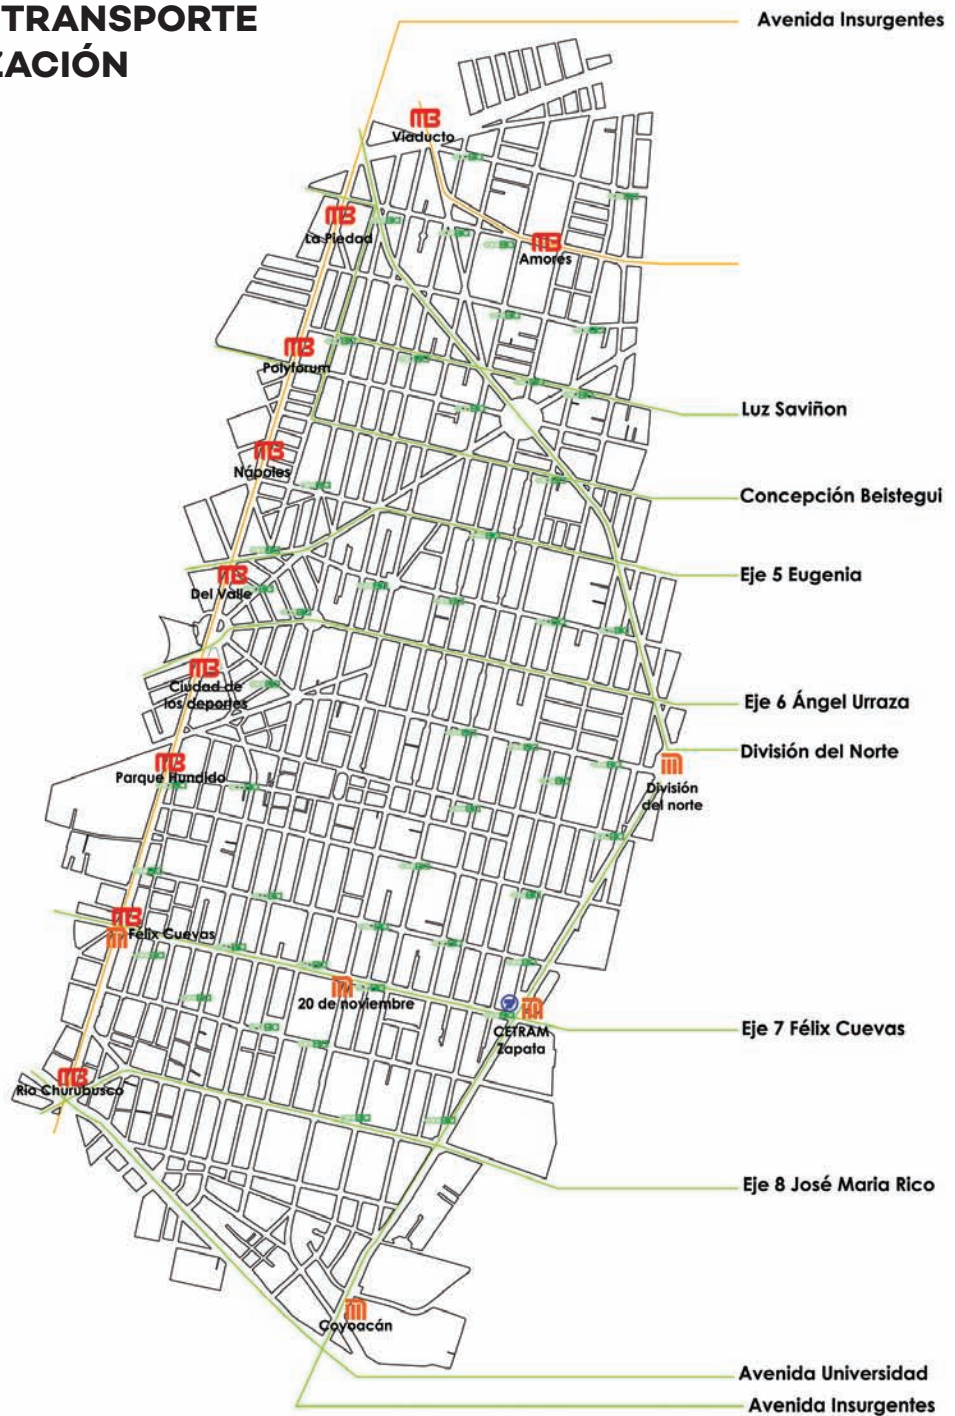 TRANSPORTE
ZACIÓN
Avenida Insurgentes
Viaducto
La Piedad
Amores
Polyforum
Luz Saviñon
Nápoles
Concepción Beistegui
Eje 5 Eugenia
Del Valle
Ciudad de
los deportes
Eje 6 Ángel Urraza
División del Norte
Parque Hundido
División
del norte
Félix Cuevas
20 de noviembre
CETRAM
Zapata
Eje 7 Félix Cuevas
Rio Churubusco
Eje 8 José Maria Rico
Coyoacán
Avenida Universidad
Avenida Insurgentes